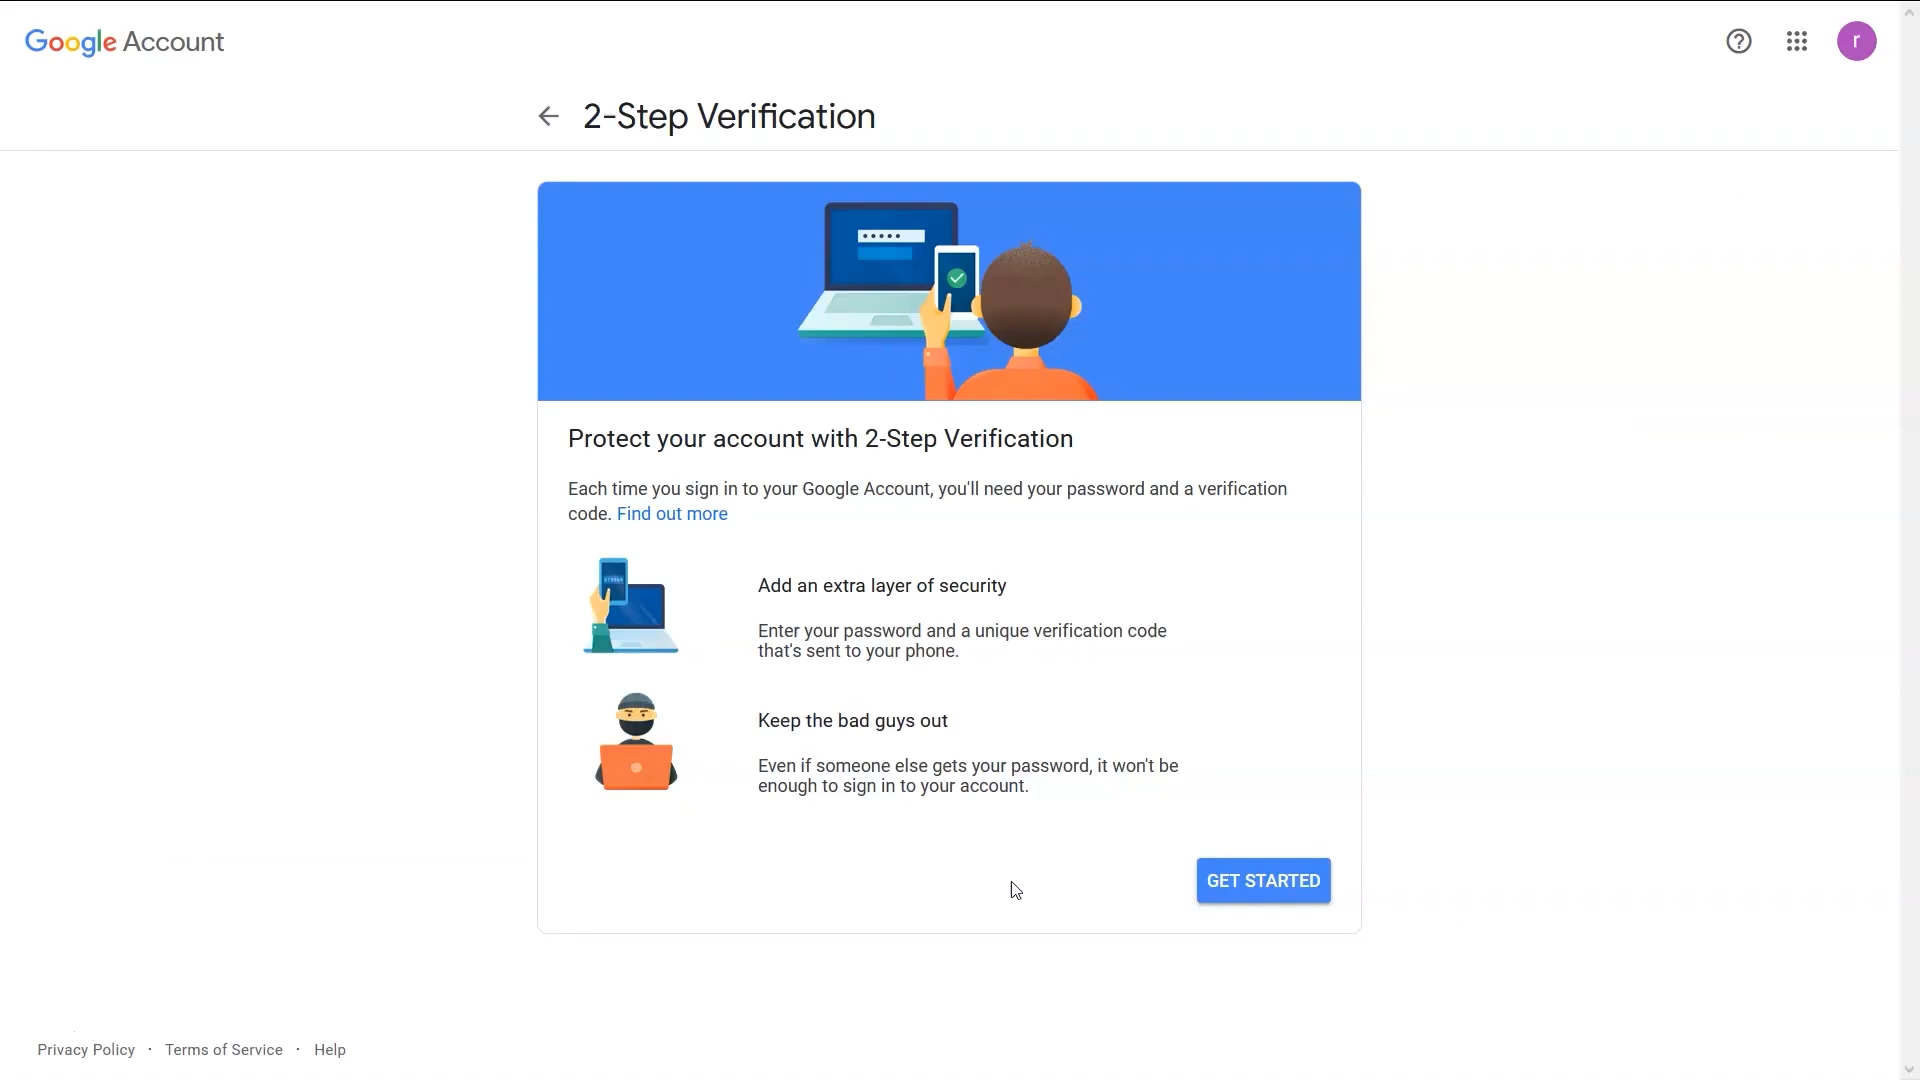 Google Account
r
2-Step Verification
Protect your account with 2-Step Verification
Each time you sign in to your Google Account, you'll need your password and a verification
code. Find out more
Add an extra layer of security
Enter your password and a unique verification code
that's sent to your phone.
Keep the bad guys out
Even if someone else gets your password, it won't be
enough to sign in to your account.
GET STARTED
Privacy Policy · Terms of Service · Help